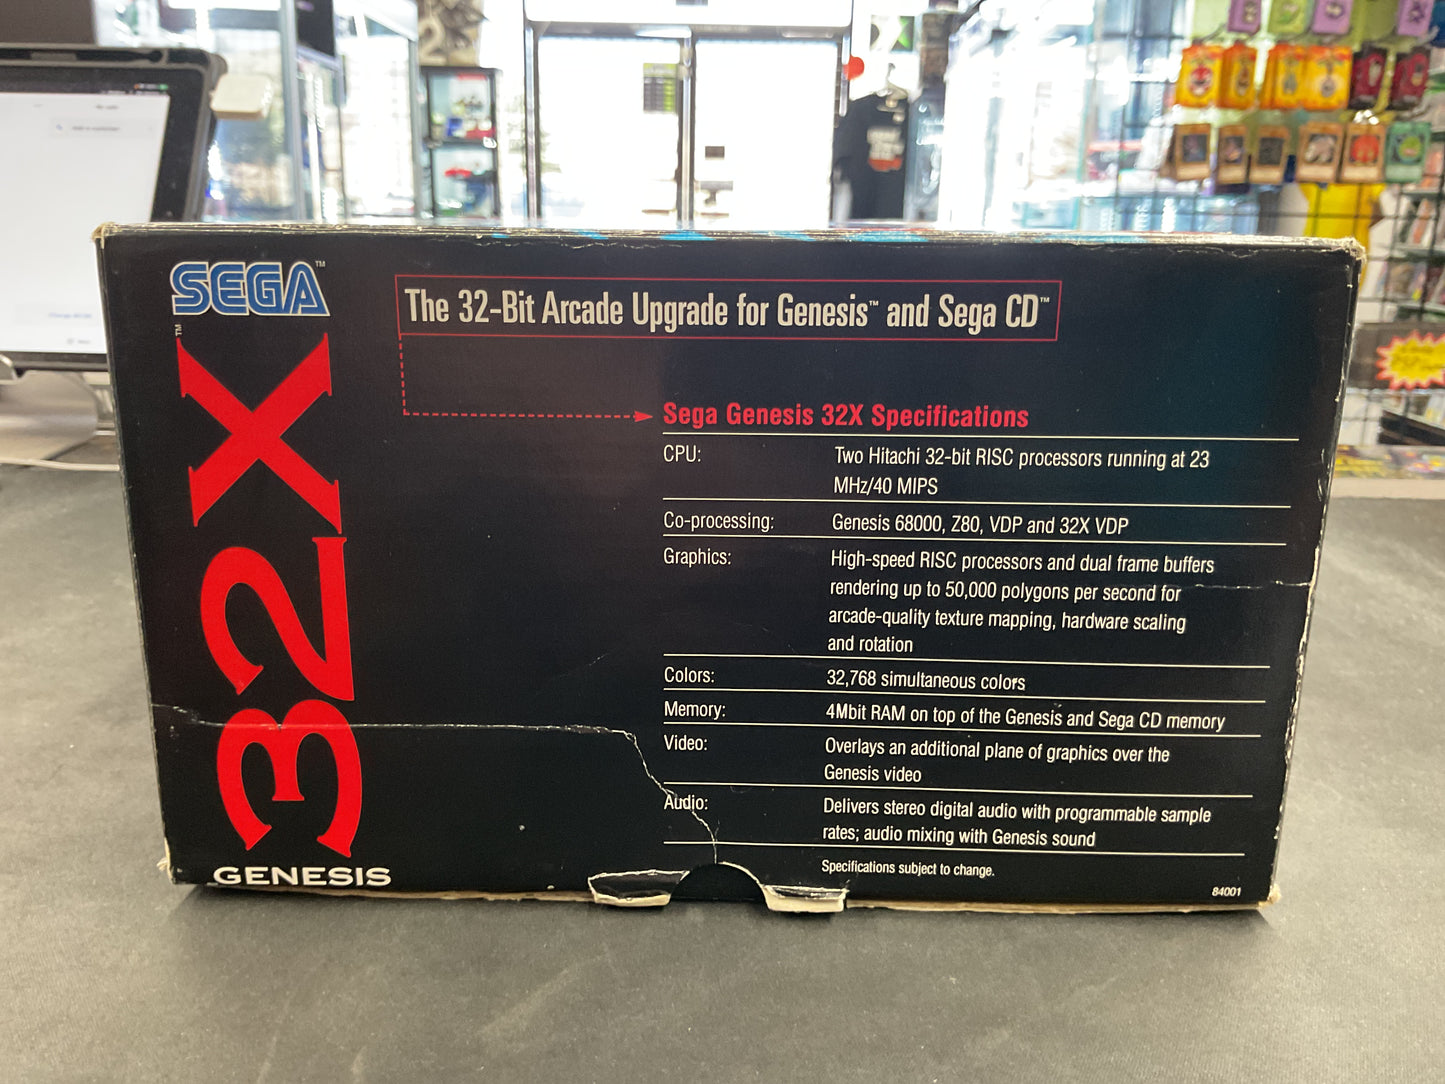 SEGA™
32X™
GENESIS
The 32-Bit Arcade Upgrade for Genesis™ and Sega CD™
Sega Genesis 32X Specifications
CPU: Two Hitachi 32-bit RISC processors running at 23
MHz/40 MIPS
Co-processing: Genesis 68000, Z80, VDP and 32X VDP
Graphics: High-speed RISC processors and dual frame buffers
rendering up to 50,000 polygons per second for
arcade-quality texture mapping, hardware scaling
and rotation
Colors: 32,768 simultaneous colors
Memory: 4Mbit RAM on top of the Genesis and Sega CD memory
Video: Overlays an additional plane of graphics over the
Genesis video
Audio: Delivers stereo digital audio with programmable sample
rates; audio mixing with Genesis sound
Specifications subject to change.
84001